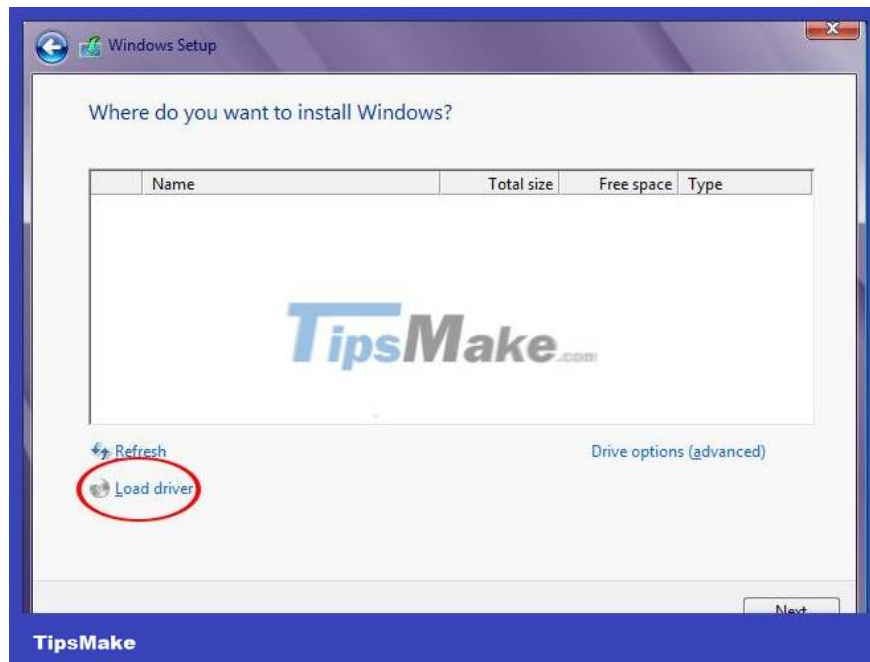 Windows Setup
Where do you want to install Windows?
Name Total size Free space Type
TipsMake.com
Refresh Drive options (advanced)
Load driver
Next
TipsMake